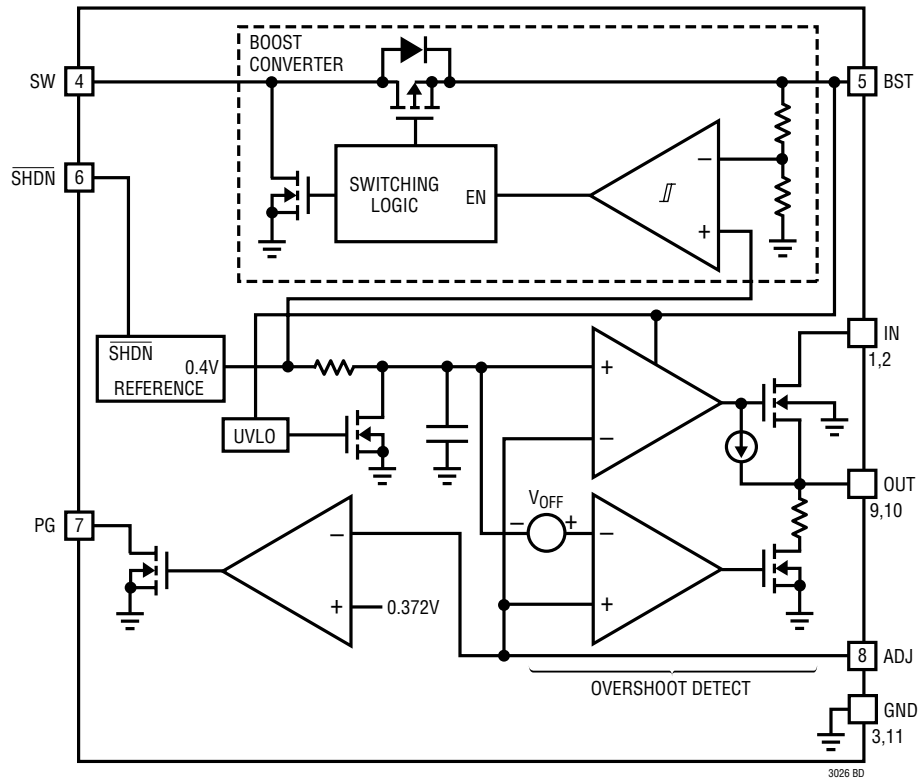 BOOST
CONVERTER
SW 4
5 BST
SHDN 6
SWITCHING
LOGIC
EN
−
+
SHDN
0.4V
REFERENCE
IN
1,2
+
UVLO
−
OUT
9,10
VOFF
PG 7
− + −
−
+ 0.372V
+
8 ADJ
OVERSHOOT DETECT
GND
3,11
3026 BD